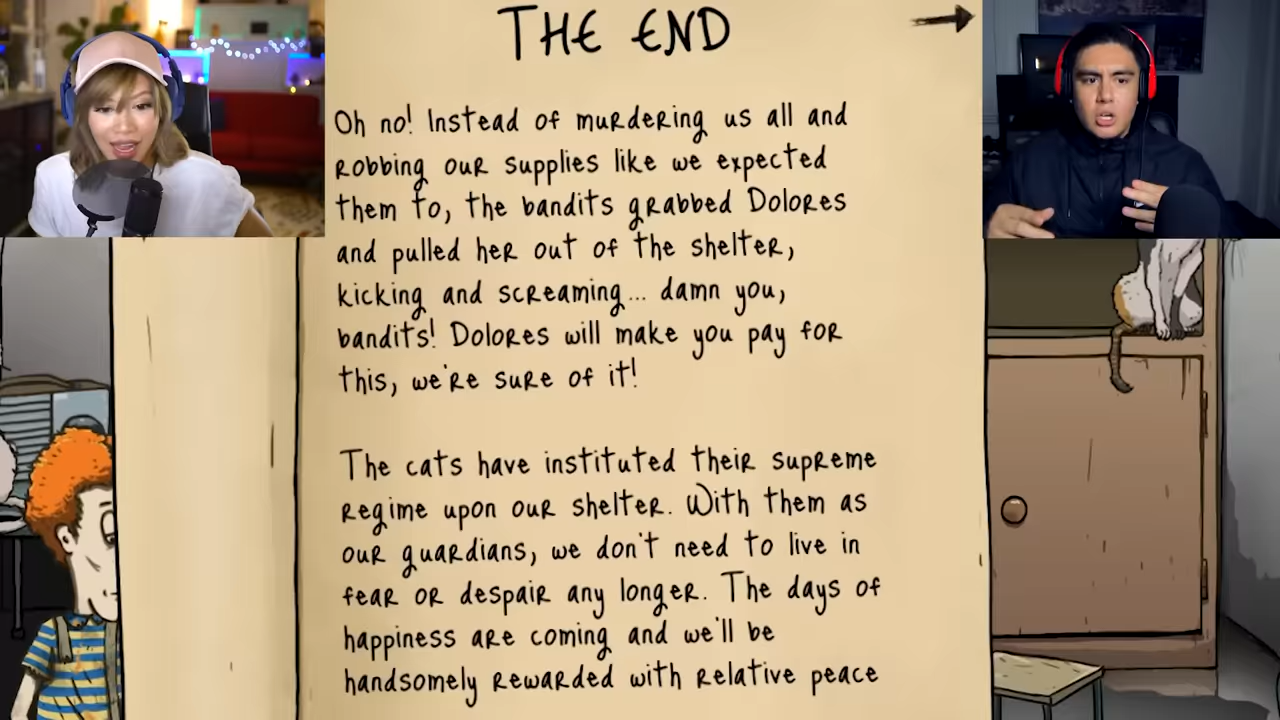 THE END
Oh no! Instead of murdering us all and
robbing our supplies like we expected
them to, the bandits grabbed Dolores
and pulled her out of the shelter,
kicking and screaming... damn you,
bandits! Dolores will make you pay for
this, we're sure of it!
The cats have instituted their supreme
regime upon our shelter. With them as
our guardians, we don't need to live in
fear or despair any longer. The days of
happiness are coming and we'll be
handsomely rewarded with relative peace